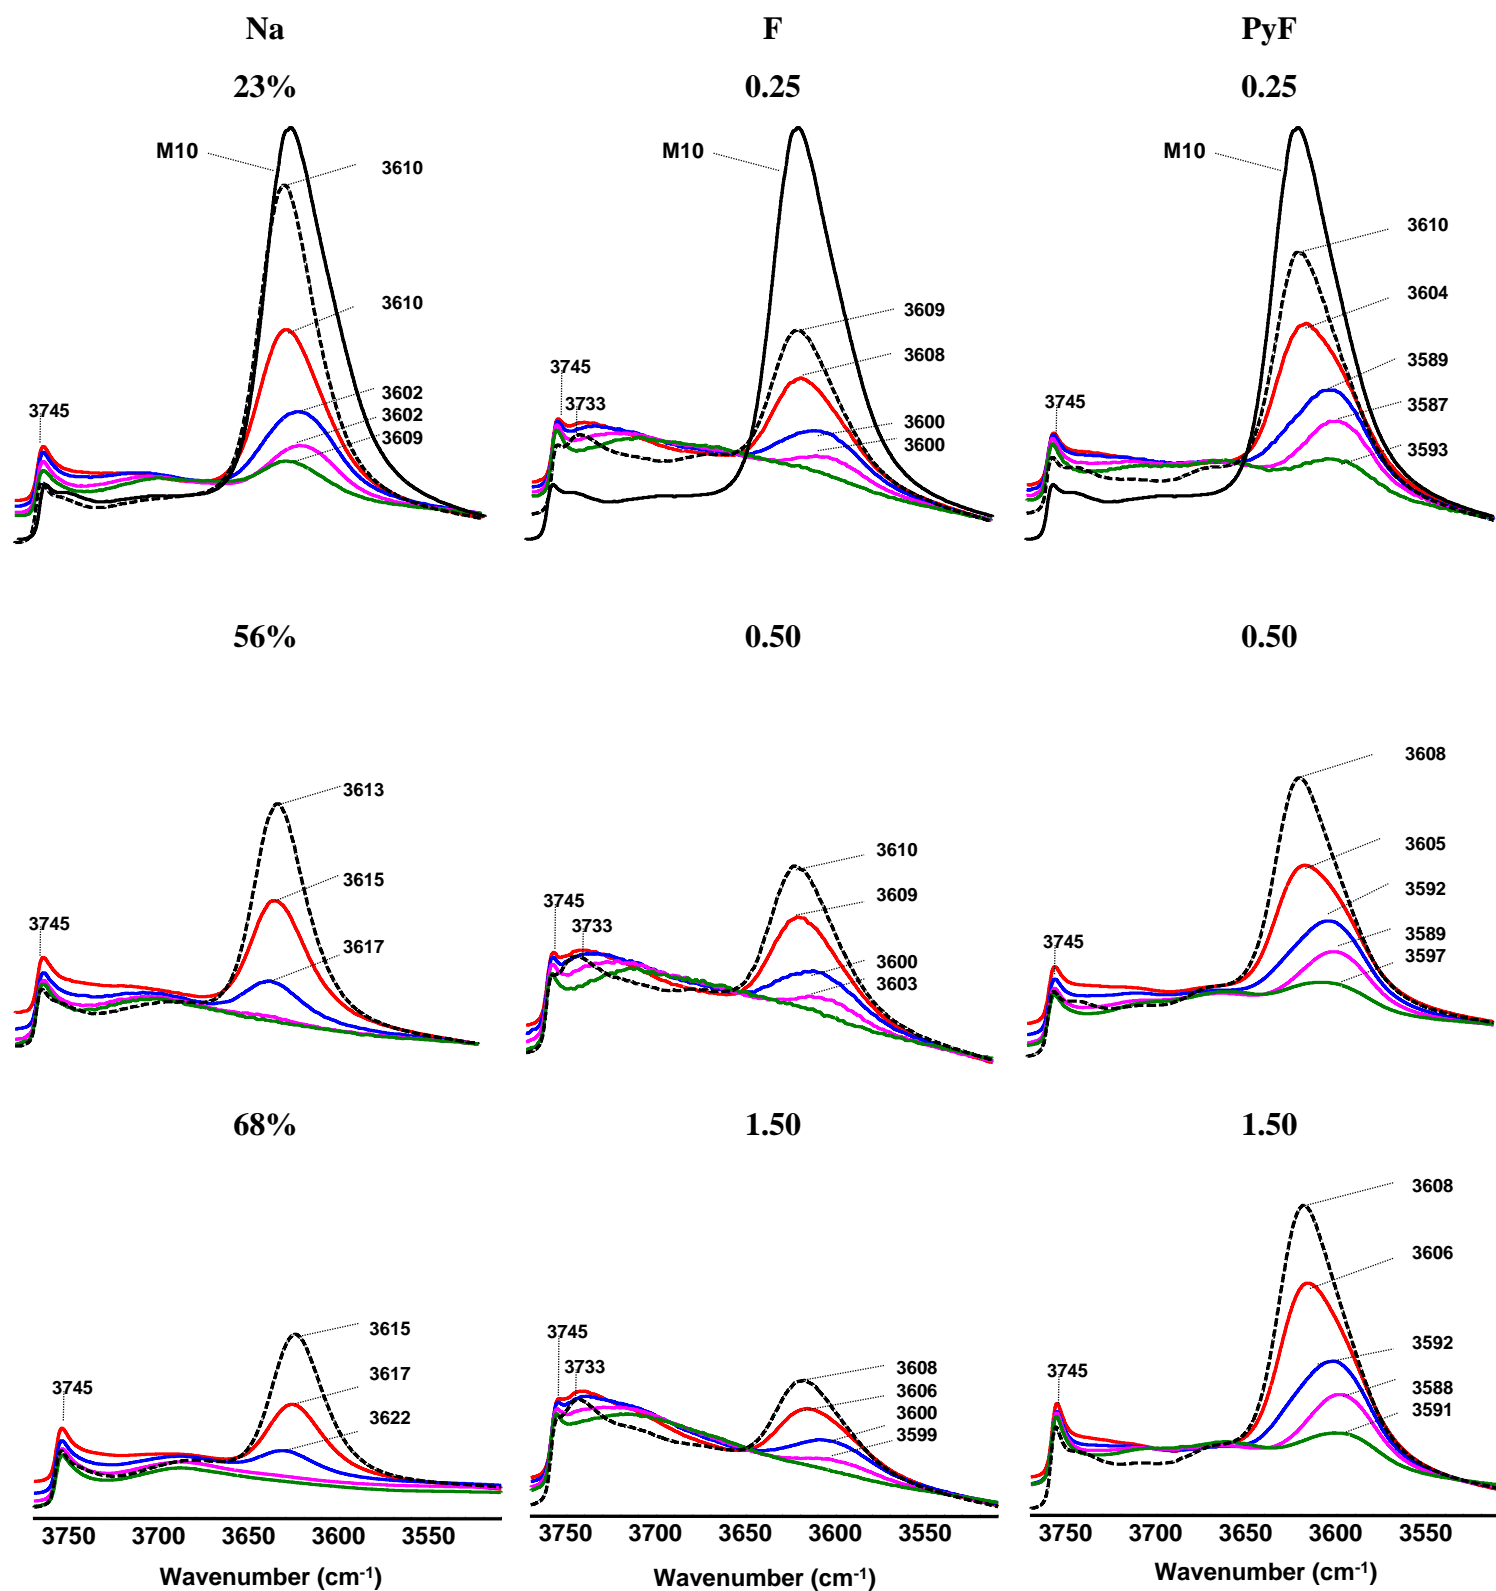 Na F PyF
23% 0.25 0.25
M10 3610 3610 3602 3602 3609 3745
M10 3609 3608 3600 3600 3745 3733
M10 3610 3604 3589 3587 3593 3745
56% 0.50 0.50
3613 3615 3617 3745
3610 3609 3600 3603 3745 3733
3608 3605 3592 3589 3597 3745
68% 1.50 1.50
3615 3617 3622 3745
3608 3606 3600 3599 3745 3733
3608 3606 3592 3588 3591 3745
3750 3700 3650 3600 3550 3750 3700 3650 3600 3550 3750 3700 3650 3600 3550
Wavenumber (cm⁻¹) Wavenumber (cm⁻¹) Wavenumber (cm⁻¹)